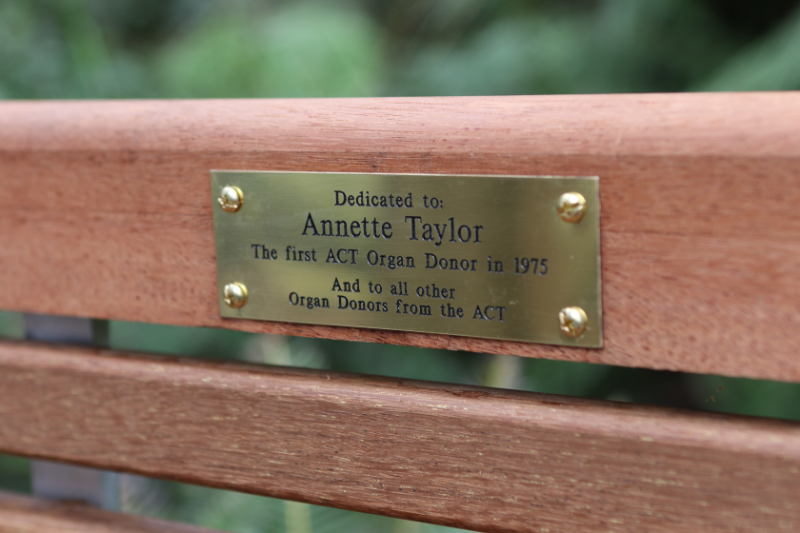 Dedicated to:
Annette Taylor
The first ACT Organ Donor in 1975
And to all other
Organ Donors from the ACT